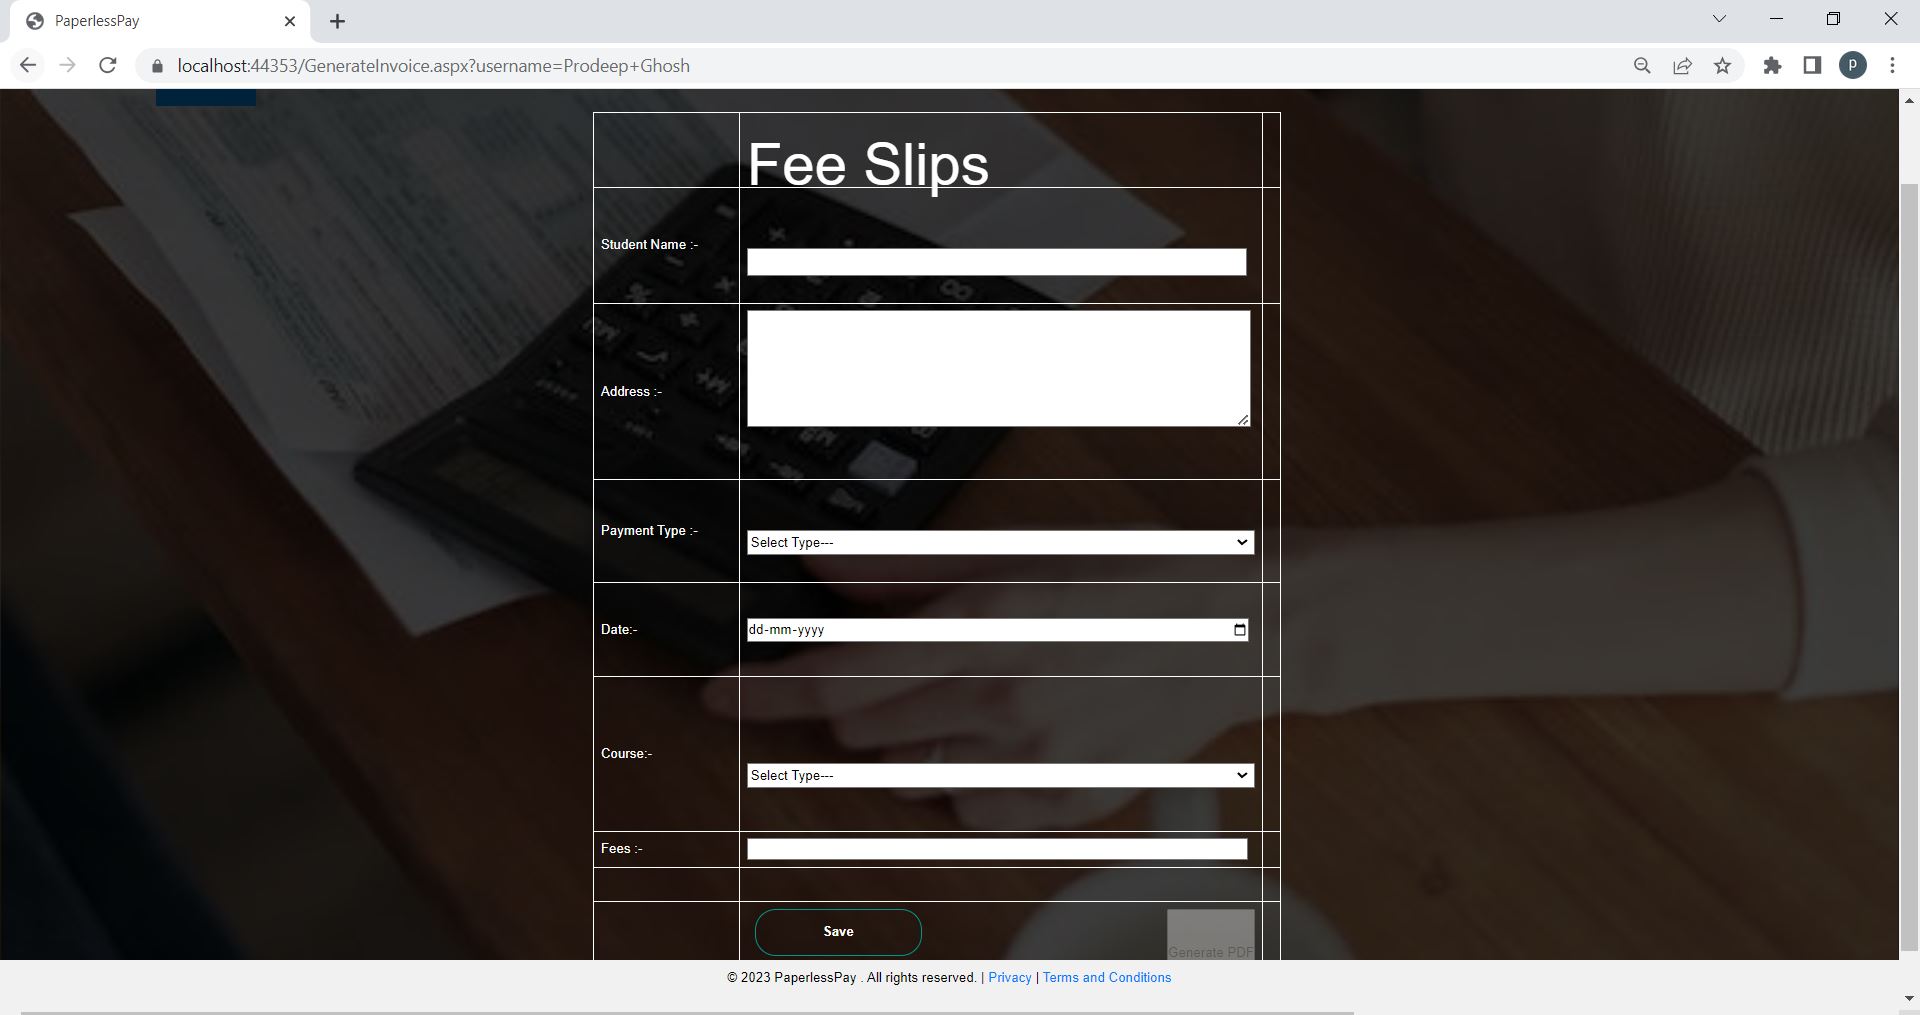 PaperlessPay
localhost:44353/GenerateInvoice.aspx?username=Prodeep+Ghosh
P
Fee Slips
Student Name :-
Address :-
Payment Type :-
Select Type---
Date:-
dd-mm-yyyy
Course:-
Select Type---
Fees :-
Save
Generate PDF
© 2023 PaperlessPay . All rights reserved. | Privacy | Terms and Conditions